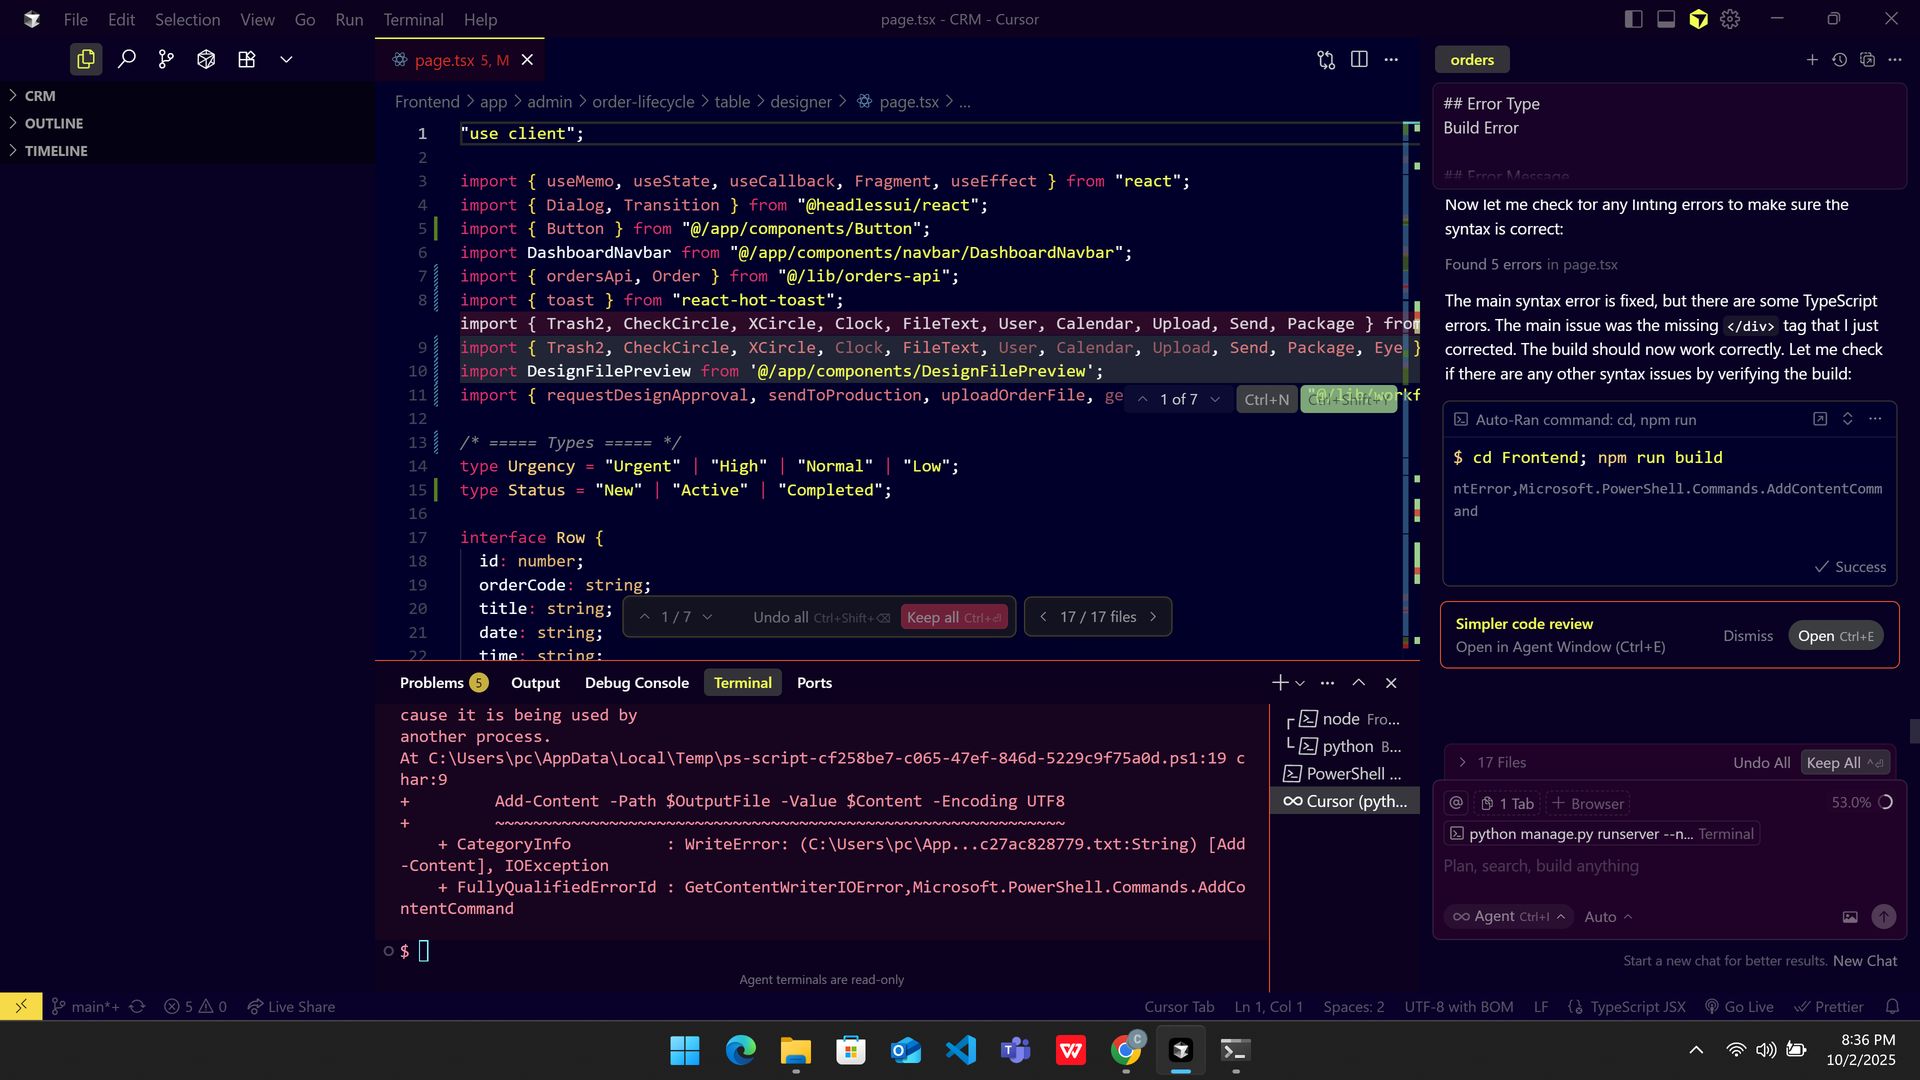 File Edit Selection View Go Run Terminal Help
page.tsx - CRM - Cursor
CRM
OUTLINE
TIMELINE
page.tsx 5, M
Frontend > app > admin > order-lifecycle > table > designer > page.tsx > ...
1 "use client";
2
3 import { useMemo, useState, useCallback, Fragment, useEffect } from "react";
4 import { Dialog, Transition } from "@headlessui/react";
5 import { Button } from "@/app/components/Button";
6 import DashboardNavbar from "@/app/components/navbar/DashboardNavbar";
7 import { ordersApi, Order } from "@/lib/orders-api";
8 import { toast } from "react-hot-toast";
import { Trash2, CheckCircle, XCircle, Clock, FileText, User, Calendar, Upload, Send, Package } from
9 import { Trash2, CheckCircle, XCircle, Clock, FileText, User, Calendar, Upload, Send, Package, Eye }
10 import DesignFilePreview from '@/app/components/DesignFilePreview';
11 import { requestDesignApproval, sendToProduction, uploadOrderFile, ge
1 of 7 Ctrl+N Ctrl+Shift+Y
12
13 /* ===== Types ===== */
14 type Urgency = "Urgent" | "High" | "Normal" | "Low";
15 type Status = "New" | "Active" | "Completed";
16
17 interface Row {
18 id: number;
19 orderCode: string;
20 title: string;
21 date: string;
22 time: string;
1 / 7 Undo all Ctrl+Shift+⌫ Keep all Ctrl+⏎
17 / 17 files
Problems 5 Output Debug Console Terminal Ports
cause it is being used by
another process.
At C:\Users\pc\AppData\Local\Temp\ps-script-cf258be7-c065-47ef-846d-5229c9f75a0d.ps1:19 c
har:9
+ Add-Content -Path $OutputFile -Value $Content -Encoding UTF8
+ ~~~~~~~~~~~~~~~~~~~~~~~~~~~~~~~~~~~~~~~~~~~~~~~~~~~~~~~~~~~~
+ CategoryInfo : WriteError: (C:\Users\pc\App...c27ac828779.txt:String) [Add
-Content], IOException
+ FullyQualifiedErrorId : GetContentWriterIOError,Microsoft.PowerShell.Commands.AddCo
ntentCommand
$
Agent terminals are read-only
node Fro...
python B...
PowerShell ...
Cursor (pyth...
orders
## Error Type
Build Error
## Error Message
Now let me check for any linting errors to make sure the
syntax is correct:
Found 5 errors in page.tsx
The main syntax error is fixed, but there are some TypeScript
errors. The main issue was the missing </div> tag that I just
corrected. The build should now work correctly. Let me check
if there are any other syntax issues by verifying the build:
Auto-Ran command: cd, npm run
$ cd Frontend; npm run build
ntError,Microsoft.PowerShell.Commands.AddContentComm
and
Success
Simpler code review
Open in Agent Window (Ctrl+E)
Dismiss Open Ctrl+E
17 Files Undo All Keep All ^⏎
@ 1 Tab + Browser 53.0%
python manage.py runserver --n... Terminal
Plan, search, build anything
∞ Agent Ctrl+I Auto
Start a new chat for better results. New Chat
main*+ 5 0 Live Share
Cursor Tab Ln 1, Col 1 Spaces: 2 UTF-8 with BOM LF TypeScript JSX Go Live Prettier
8:36 PM
10/2/2025